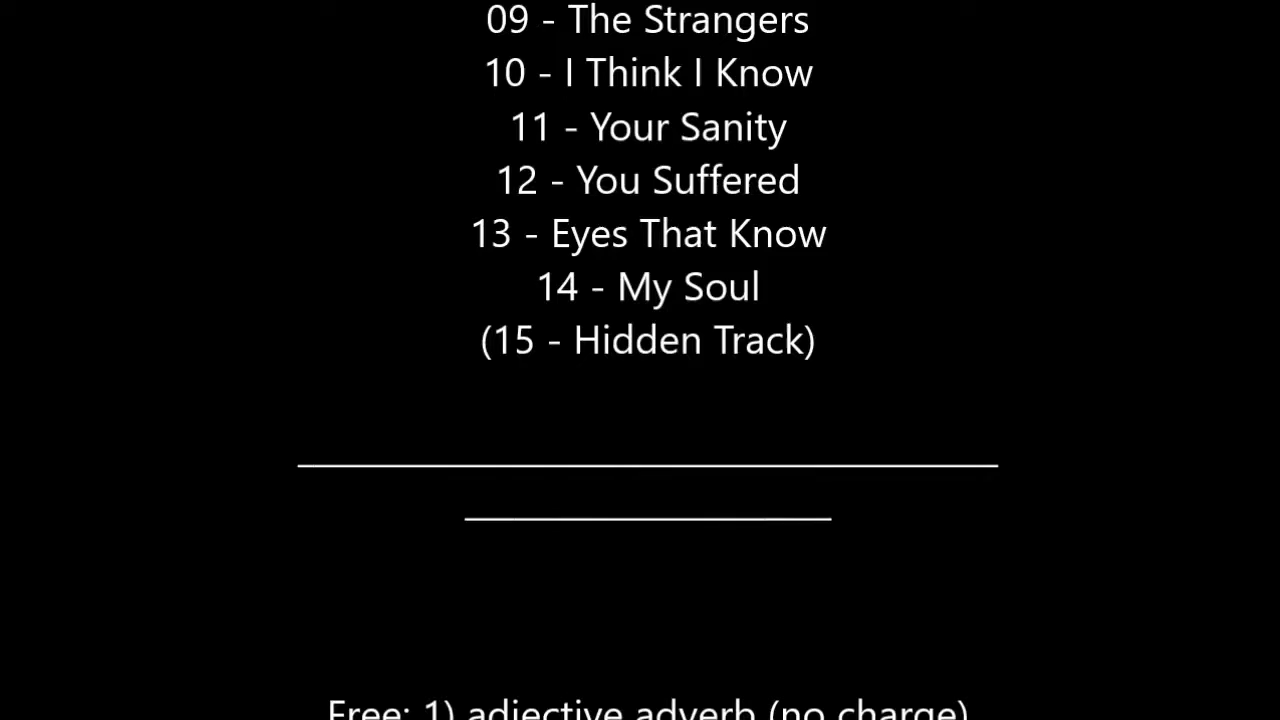 09 - The Strangers
10 - I Think I Know
11 - Your Sanity
12 - You Suffered
13 - Eyes That Know
14 - My Soul
(15 - Hidden Track)
Free: 1) adjective adverb (no charge)